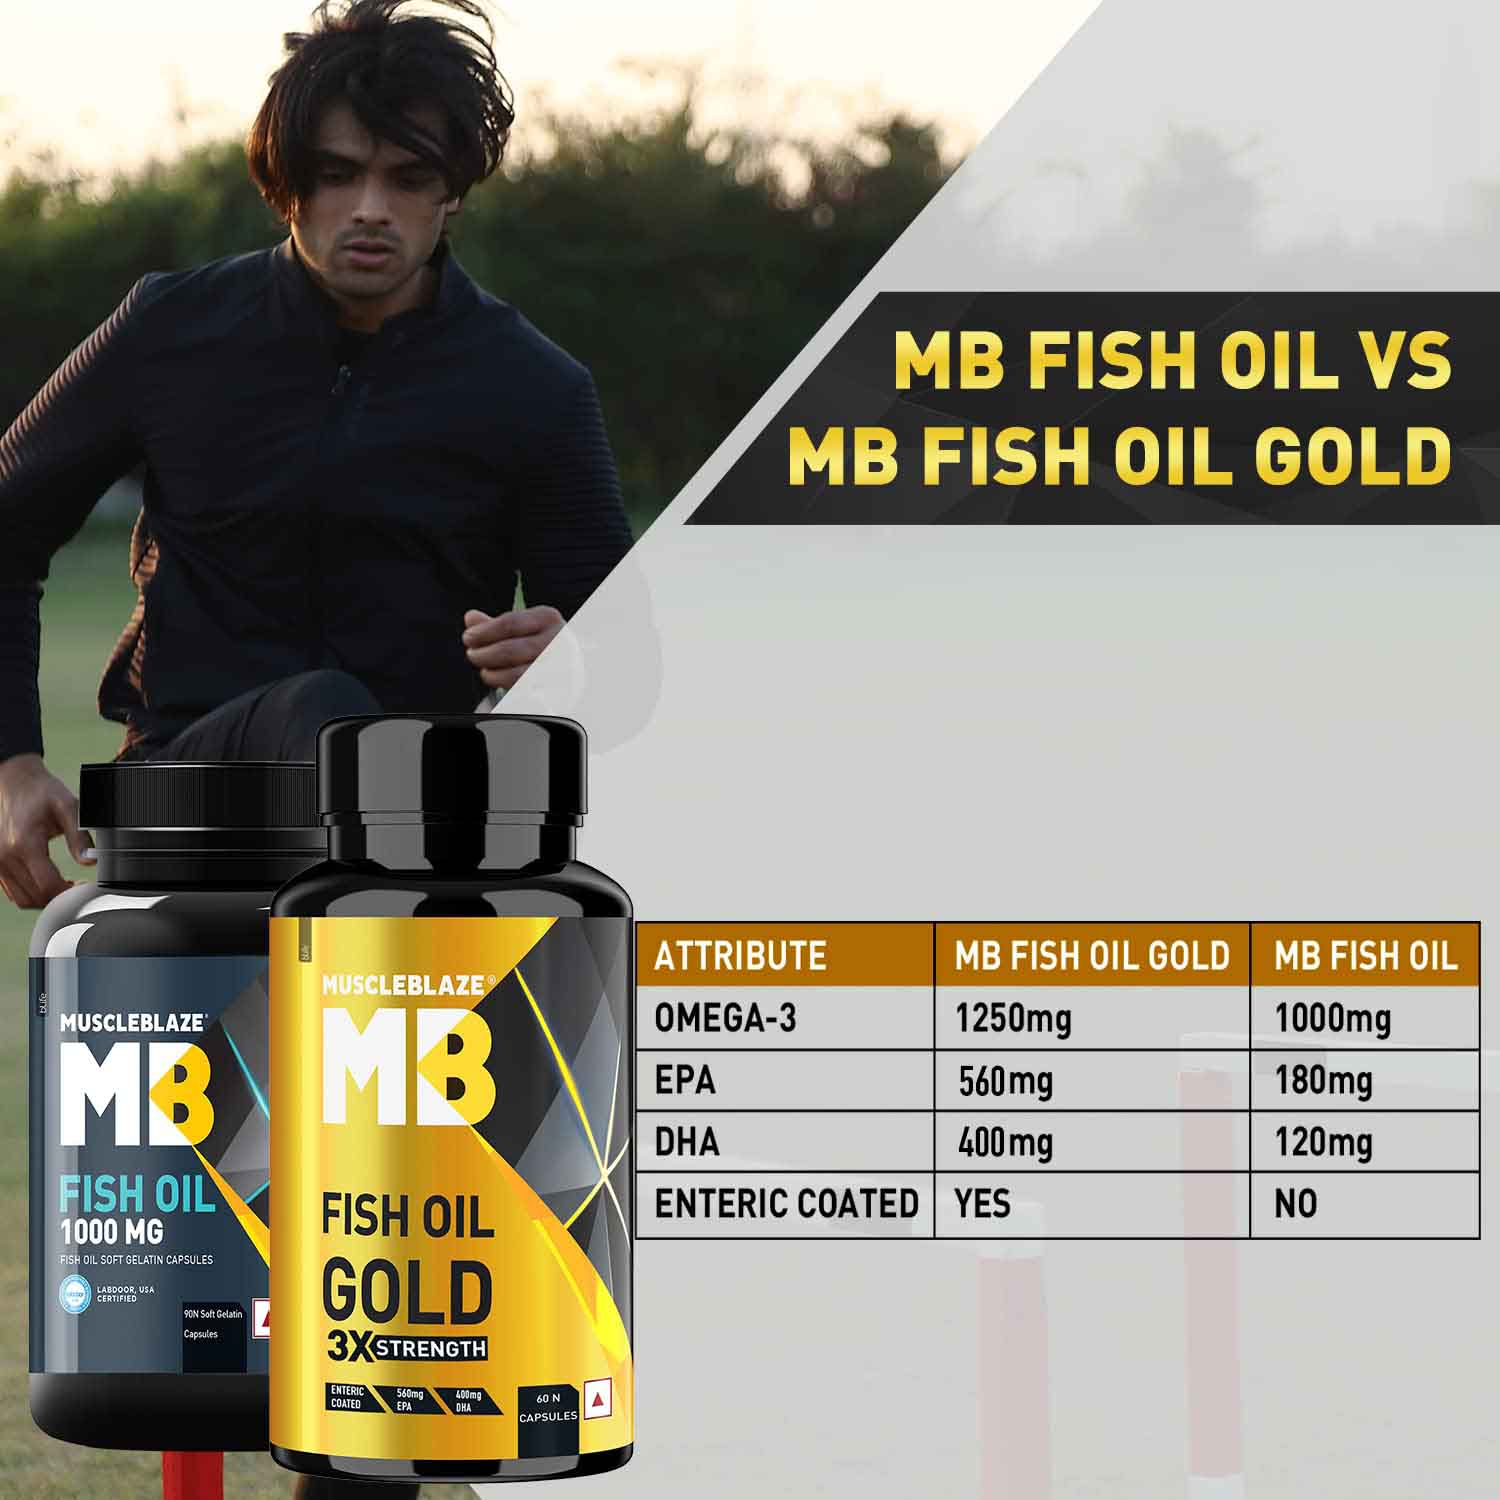 MB FISH OIL VS
MB FISH OIL GOLD
ATTRIBUTE MB FISH OIL GOLD MB FISH OIL
OMEGA-3 1250mg 1000mg
EPA 560mg 180mg
DHA 400mg 120mg
ENTERIC COATED YES NO
bLife
MUSCLEBLAZE
MB
FISH OIL
1000 MG
FISH OIL SOFT GELATIN CAPSULES
LABDOOR, USA
CERTIFIED
90N Soft Gelatin
Capsules
bLife
MUSCLEBLAZE®
MB
FISH OIL
GOLD
3X STRENGTH
ENTERIC
COATED
560mg
EPA
400mg
DHA
60 N
CAPSULES